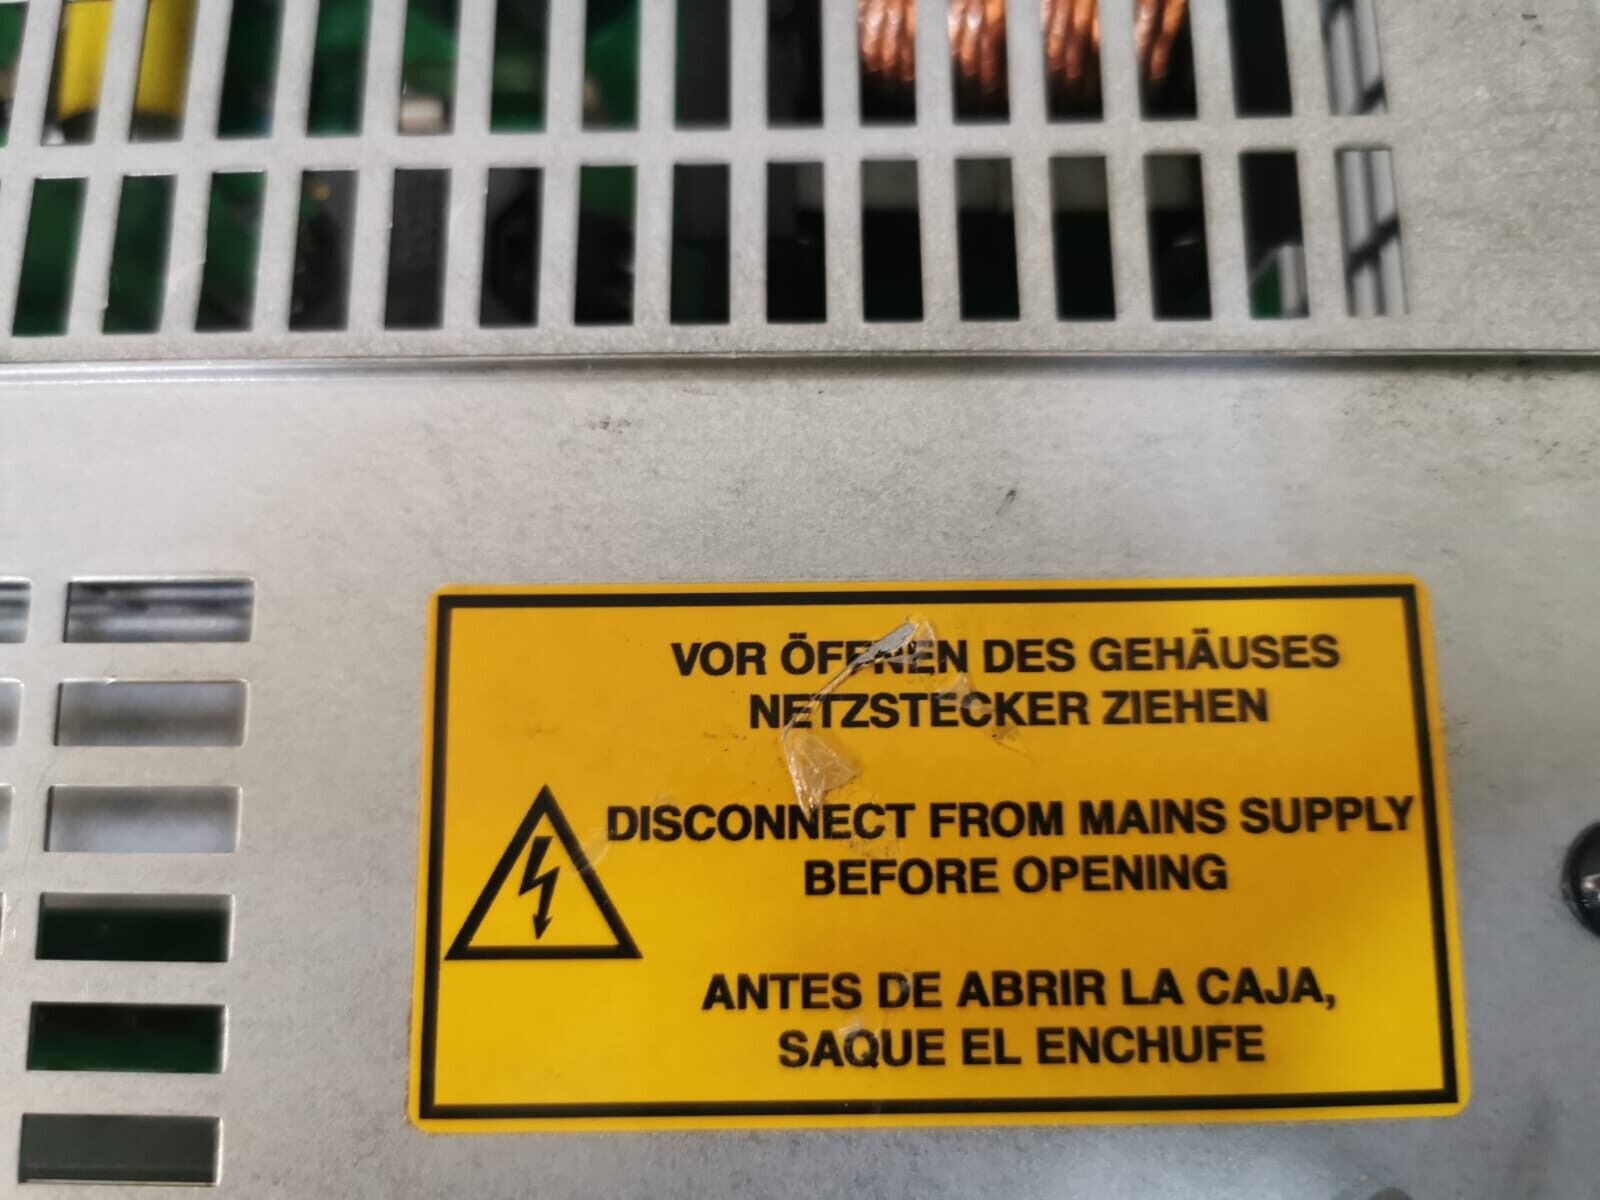 VOR ÖFFNEN DES GEHÄUSES
NETZSTECKER ZIEHEN
DISCONNECT FROM MAINS SUPPLY
BEFORE OPENING
ANTES DE ABRIR LA CAJA,
SAQUE EL ENCHUFE